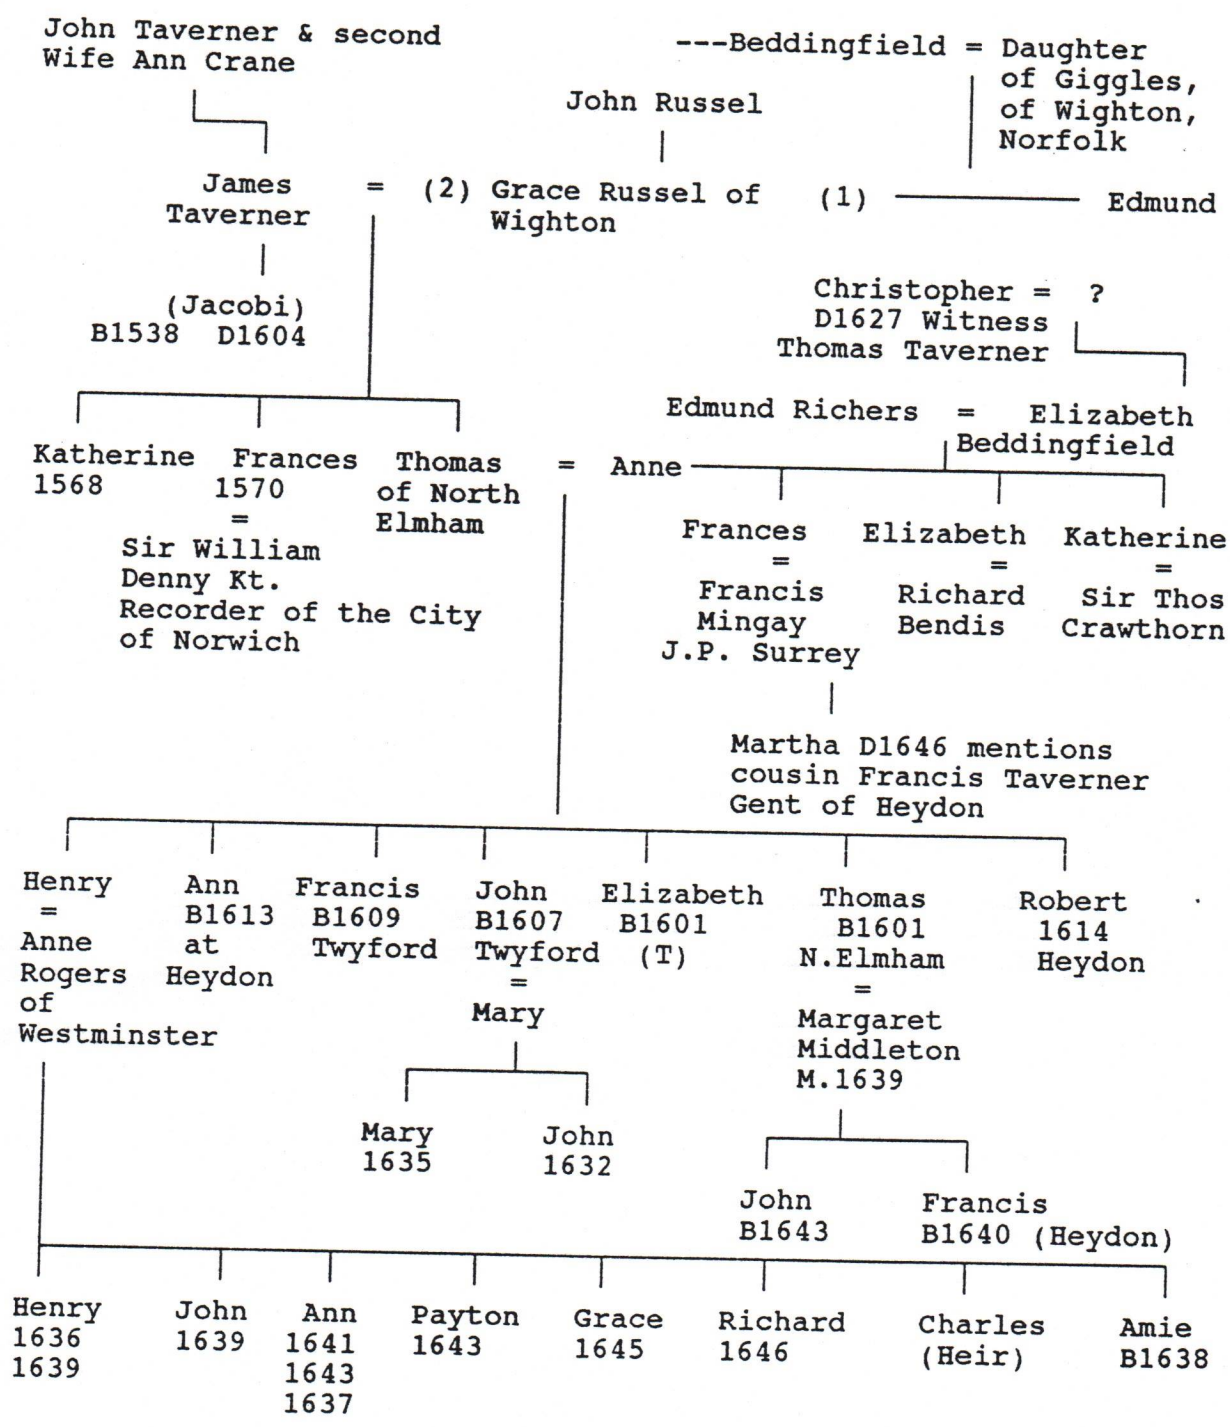 John Taverner & second
Wife Ann Crane
---Beddingfield = Daughter
of Giggles,
of Wighton,
Norfolk
John Russel
James = (2) Grace Russel of (1) Edmund
Taverner Wighton
(Jacobi)
B1538 D1604
Christopher = ?
D1627 Witness
Thomas Taverner
Edmund Richers = Elizabeth
Beddingfield
Katherine Frances Thomas = Anne
1568 1570 of North
= Elmham
Sir William
Denny Kt.
Recorder of the City
of Norwich
Frances Elizabeth Katherine
= = =
Francis Richard Sir Thos
Mingay Bendis Crawthorn
J.P. Surrey
Martha D1646 mentions
cousin Francis Taverner
Gent of Heydon
Henry Ann Francis John Elizabeth Thomas Robert
= B1613 B1609 B1607 B1601 B1601 1614
Anne at Twyford Twyford (T) N.Elmham Heydon
Rogers Heydon = =
of Mary Margaret
Westminster Middleton
M.1639
Mary John
1635 1632
John Francis
B1643 B1640 (Heydon)
Henry John Ann Payton Grace Richard Charles Amie
1636 1639 1641 1643 1645 1646 (Heir) B1638
1639 1643
1637